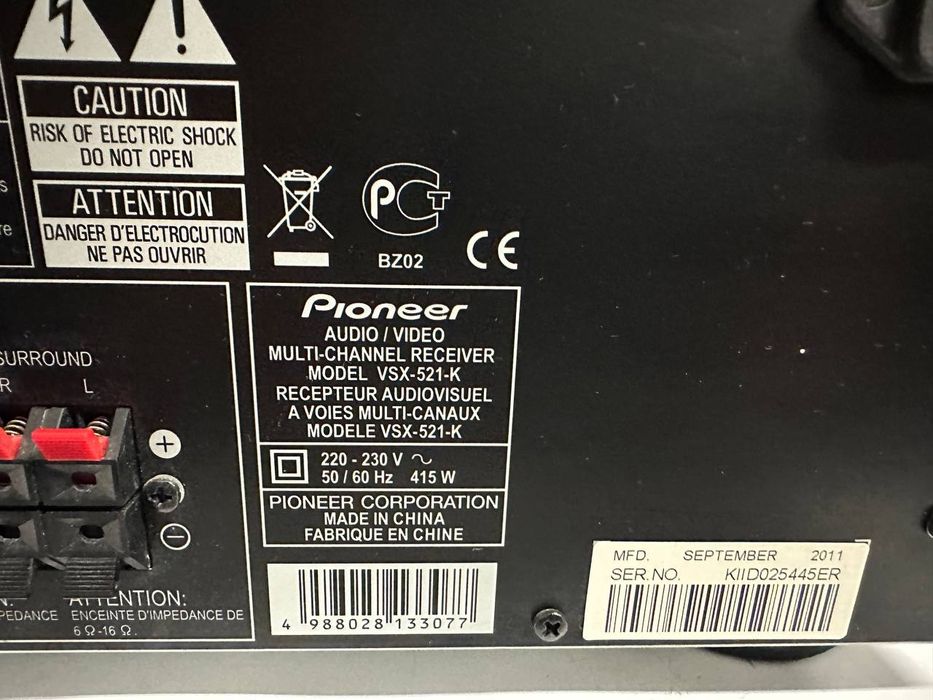 CAUTION
RISK OF ELECTRIC SHOCK
DO NOT OPEN
ATTENTION
DANGER D'ELECTROCUTION
NE PAS OUVRIR
PCT
BZ02
CE
Pioneer
AUDIO / VIDEO
MULTI-CHANNEL RECEIVER
MODEL VSX-521-K
RECEPTEUR AUDIOVISUEL
A VOIES MULTI-CANAUX
MODELE VSX-521-K
220 - 230 V ~
50 / 60 Hz 415 W
PIONEER CORPORATION
MADE IN CHINA
FABRIQUE EN CHINE
4 988028 133077
SURROUND
R L
+
−
ATTENTION:
ENCEINTE D'IMPEDANCE DE
6 Ω-16 Ω .
MFD. SEPTEMBER 2011
SER.NO. KIID025445ER